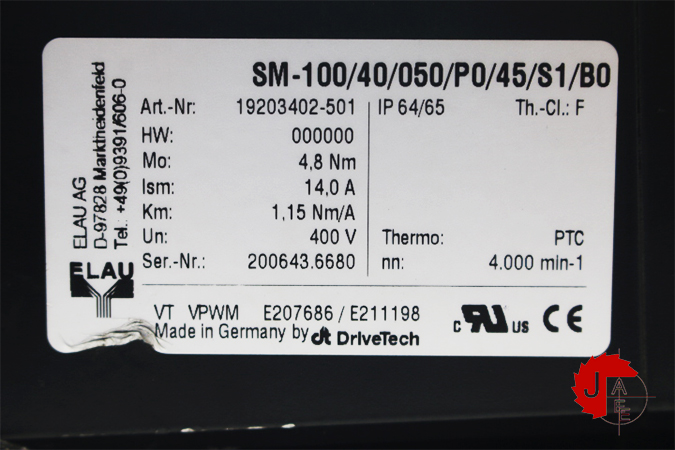 SM-100/40/050/P0/45/S1/B0
Art.-Nr: 19203402-501 IP 64/65 Th.-Cl.: F
HW: 000000
Mo: 4,8 Nm
Ism: 14,0 A
Km: 1,15 Nm/A
Un: 400 V Thermo: PTC
Ser.-Nr.: 200643.6680 nn: 4.000 min-1
VT VPWM E207686 / E211198
Made in Germany by dt DriveTech
c RU US CE
ELAU AG
D-97828 Marktheidenfeld
Tel.: +49(0)9391/606-0
ELAU
J
A